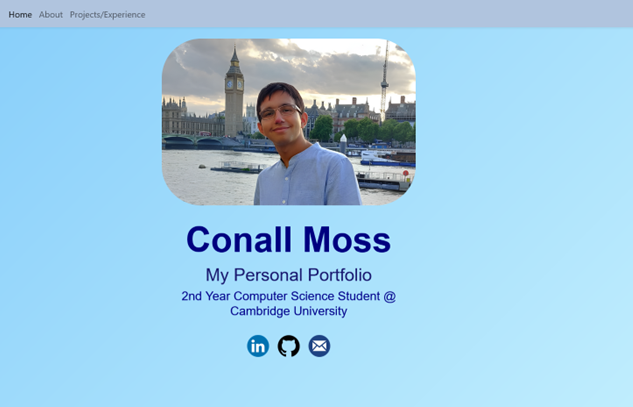 Home About Projects/Experience
Conall Moss
My Personal Portfolio
2nd Year Computer Science Student @
Cambridge University
in